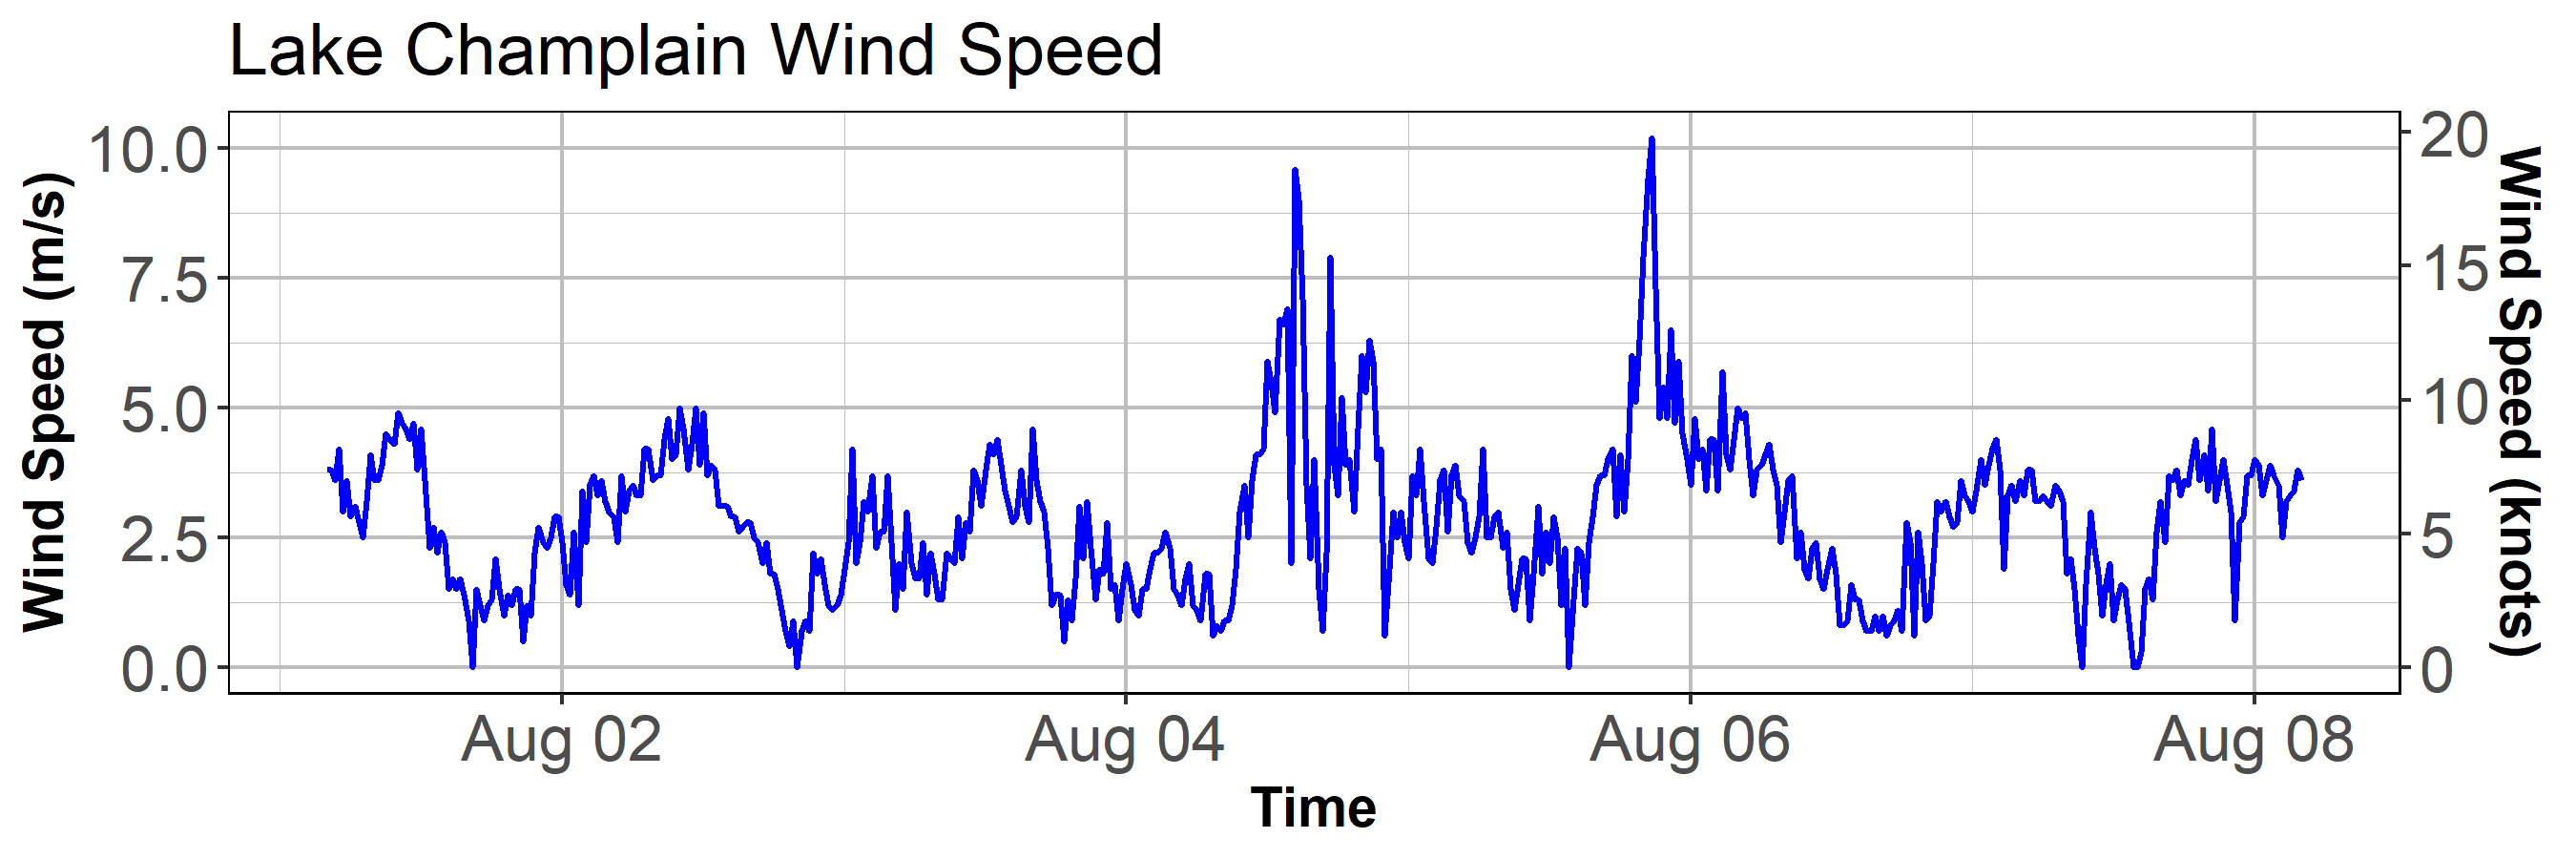 Lake Champlain Wind Speed
Wind Speed (m/s)
10.0
7.5
5.0
2.5
0.0
20
15
10
5
0
Wind Speed (knots)
Aug 02 Aug 04 Aug 06 Aug 08
Time